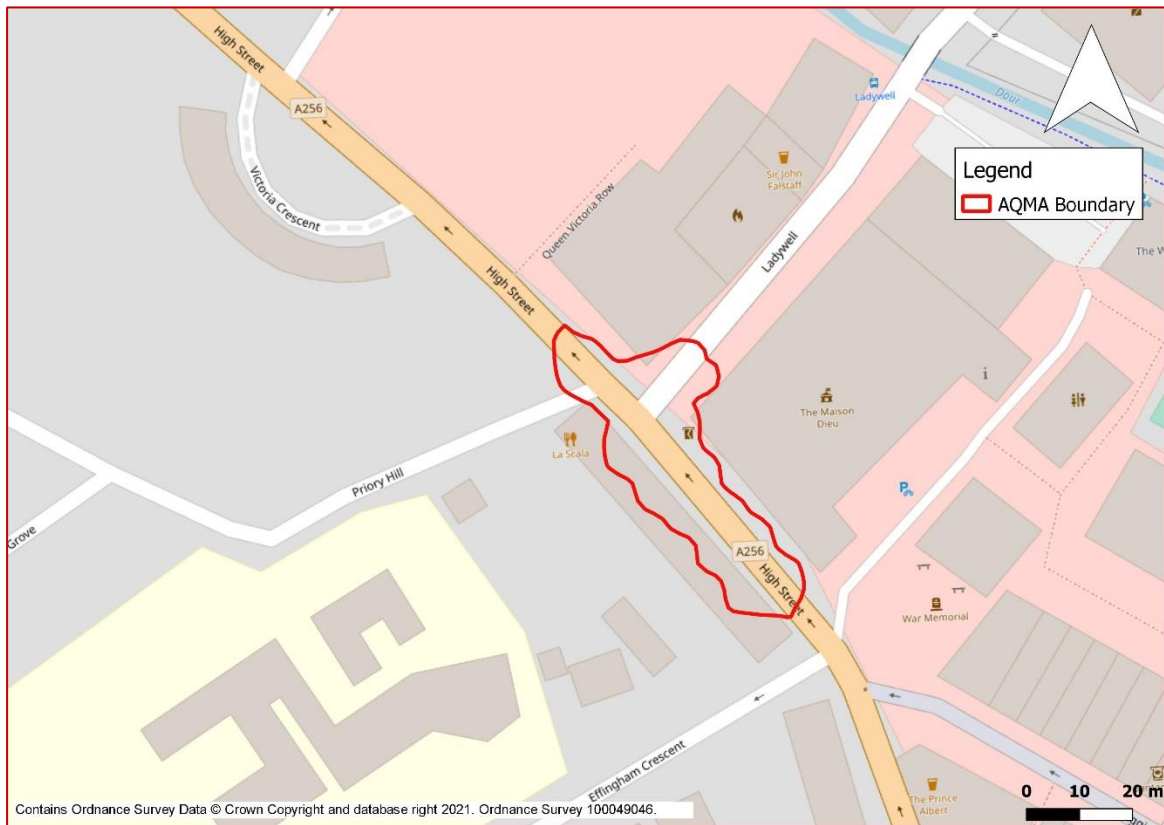 High Street
A256
Victoria Crescent
Queen Victoria Row
High Street
Ladywell
Sir John
Falstaff
Ladywell
Dour
Legend
AQMA Boundary
The W
i
The Maison
Dieu
La Scala
Priory Hill
Grove
P
A256
High Street
War Memorial
Effingham Crescent
The Prince
Albert
0 10 20 m
Contains Ordnance Survey Data © Crown Copyright and database right 2021. Ordnance Survey 100049046.